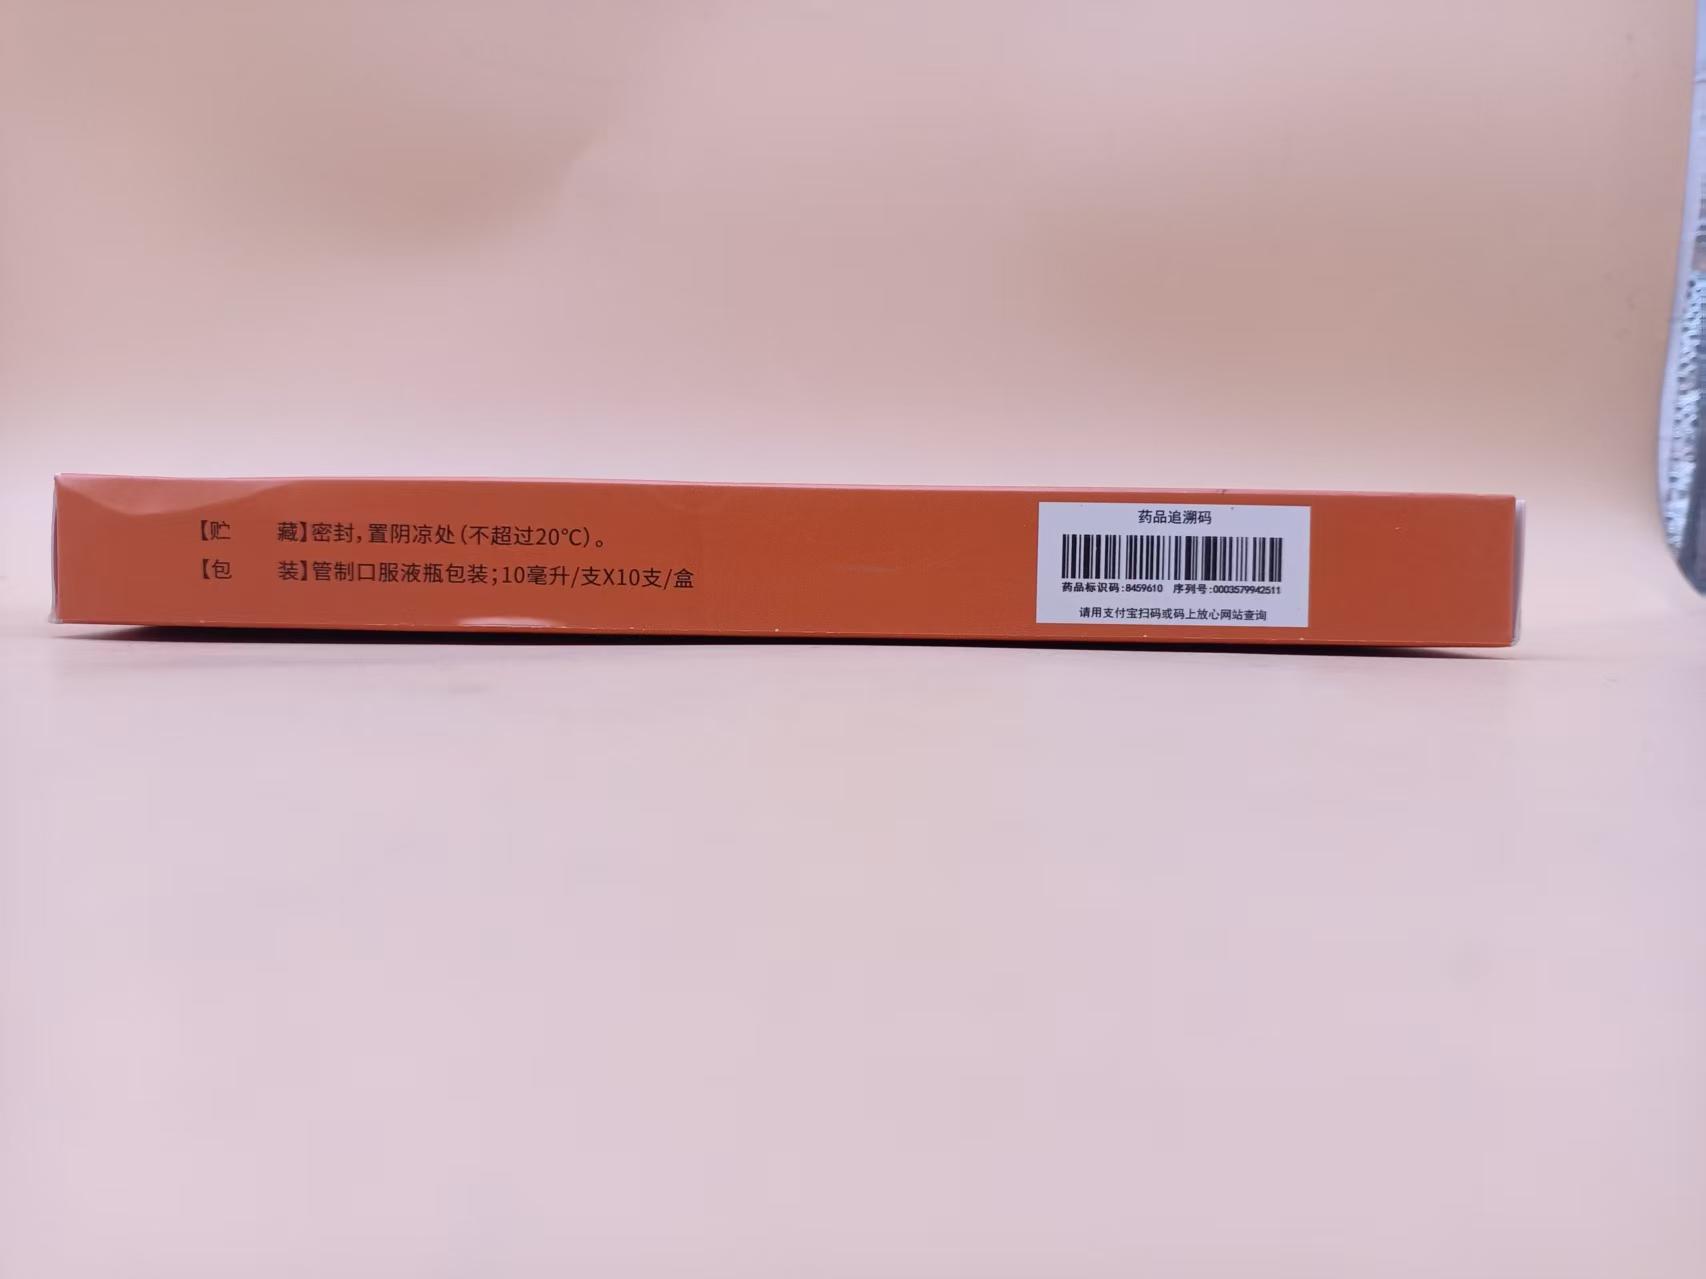 【贮　　藏】密封，置阴凉处（不超过20℃）。
【包　　装】管制口服液瓶包装；10毫升/支X10支/盒
药品追溯码
药品标识码:8459610 序列号:0003579942511
请用支付宝扫码或码上放心网站查询